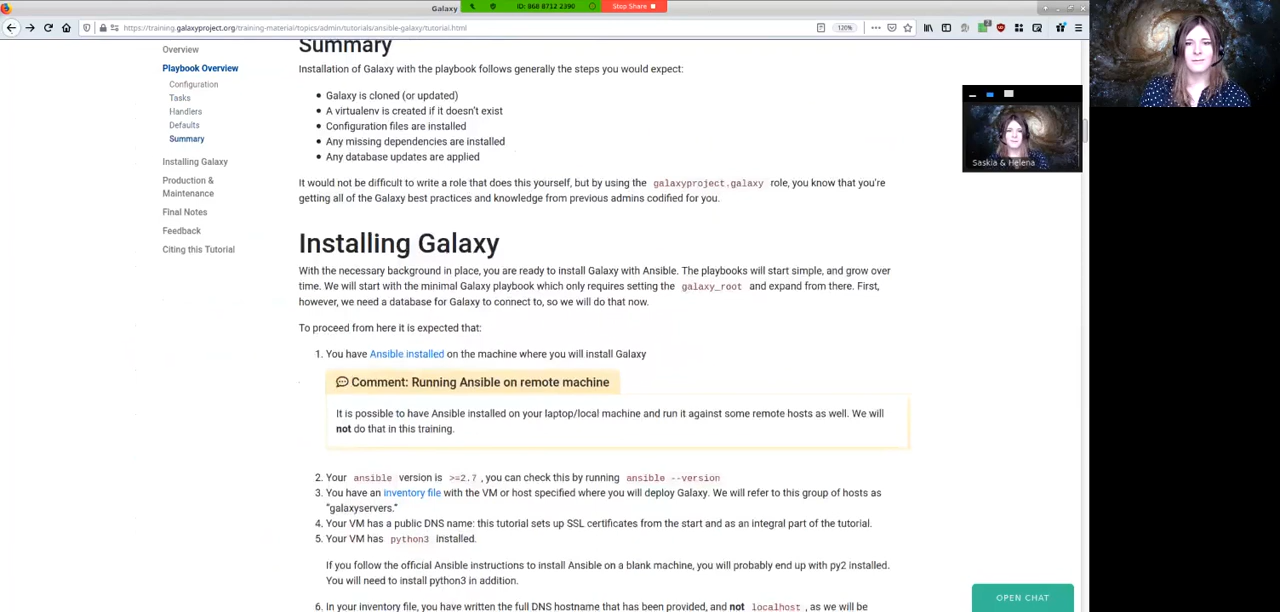 Galaxy
ID: 968 8712 2390
Stop Share
https://training.galaxyproject.org/training-material/topics/admin/tutorials/ansible-galaxy/tutorial.html
120%
Overview
Playbook Overview
Configuration
Tasks
Handlers
Defaults
Summary
Installing Galaxy
Production &
Maintenance
Final Notes
Feedback
Citing this Tutorial
Summary
Installation of Galaxy with the playbook follows generally the steps you would expect:
• Galaxy is cloned (or updated)
• A virtualenv is created if it doesn't exist
• Configuration files are installed
• Any missing dependencies are installed
• Any database updates are applied
It would not be difficult to write a role that does this yourself, but by using the galaxyproject.galaxy role, you know that you're
getting all of the Galaxy best practices and knowledge from previous admins codified for you.
Installing Galaxy
With the necessary background in place, you are ready to install Galaxy with Ansible. The playbooks will start simple, and grow over
time. We will start with the minimal Galaxy playbook which only requires setting the galaxy_root and expand from there. First,
however, we need a database for Galaxy to connect to, so we will do that now.
To proceed from here it is expected that:
1. You have Ansible installed on the machine where you will install Galaxy
Comment: Running Ansible on remote machine
It is possible to have Ansible installed on your laptop/local machine and run it against some remote hosts as well. We will
not do that in this training.
2. Your ansible version is >=2.7 , you can check this by running ansible --version
3. You have an inventory file with the VM or host specified where you will deploy Galaxy. We will refer to this group of hosts as
"galaxyservers."
4. Your VM has a public DNS name: this tutorial sets up SSL certificates from the start and as an integral part of the tutorial.
5. Your VM has python3 installed.
If you follow the official Ansible instructions to install Ansible on a blank machine, you will probably end up with py2 installed.
You will need to install python3 in addition.
6. In your inventory file, you have written the full DNS hostname that has been provided, and not localhost , as we will be
Saskia & Helena
OPEN CHAT